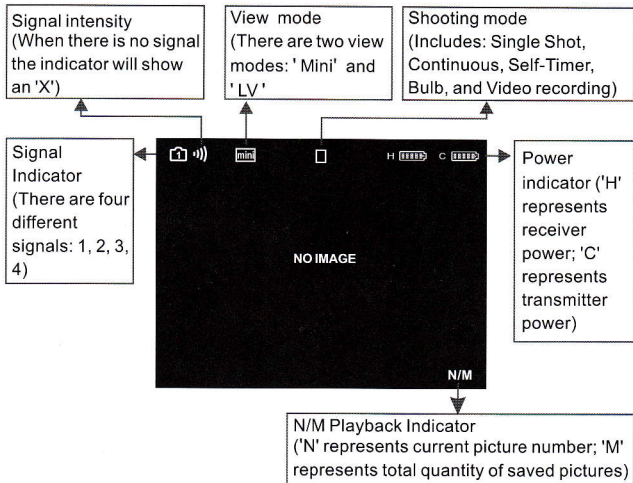 Signal intensity
(When there is no signal
the indicator will show
an 'X')
View mode
(There are two view
modes: ' Mini' and
' LV '
Shooting mode
(Includes: Single Shot,
Continuous, Self-Timer,
Bulb, and Video recording)
Signal
Indicator
(There are four
different
signals: 1, 2, 3,
4)
1 mini H C
NO IMAGE
N/M
Power
indicator ('H'
represents
receiver
power; 'C'
represents
transmitter
power)
N/M Playback Indicator
('N' represents current picture number; 'M'
represents total quantity of saved pictures)